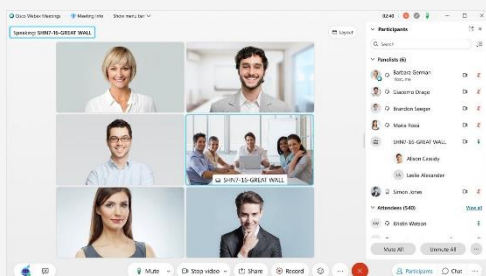 Cisco Webex Meetings
Meeting Info
Show menu bar
02:40
Speaking: SHN7-16-GREAT WALL
Layout
SHN7-16-GREAT WALL
Mute
Stop video
Share
Record
Participants
Chat
Participants
Search
Panelists (6)
Barbara German
Host, me
Giacomo Drago
Brandon Seeger
Maria Rossi
SHN7-16-GREAT WALL
Alison Cassidy
Leslie Alexander
Simon Jones
Attendees (540)
View all
Kristin Watson
Mute All
Unmute All